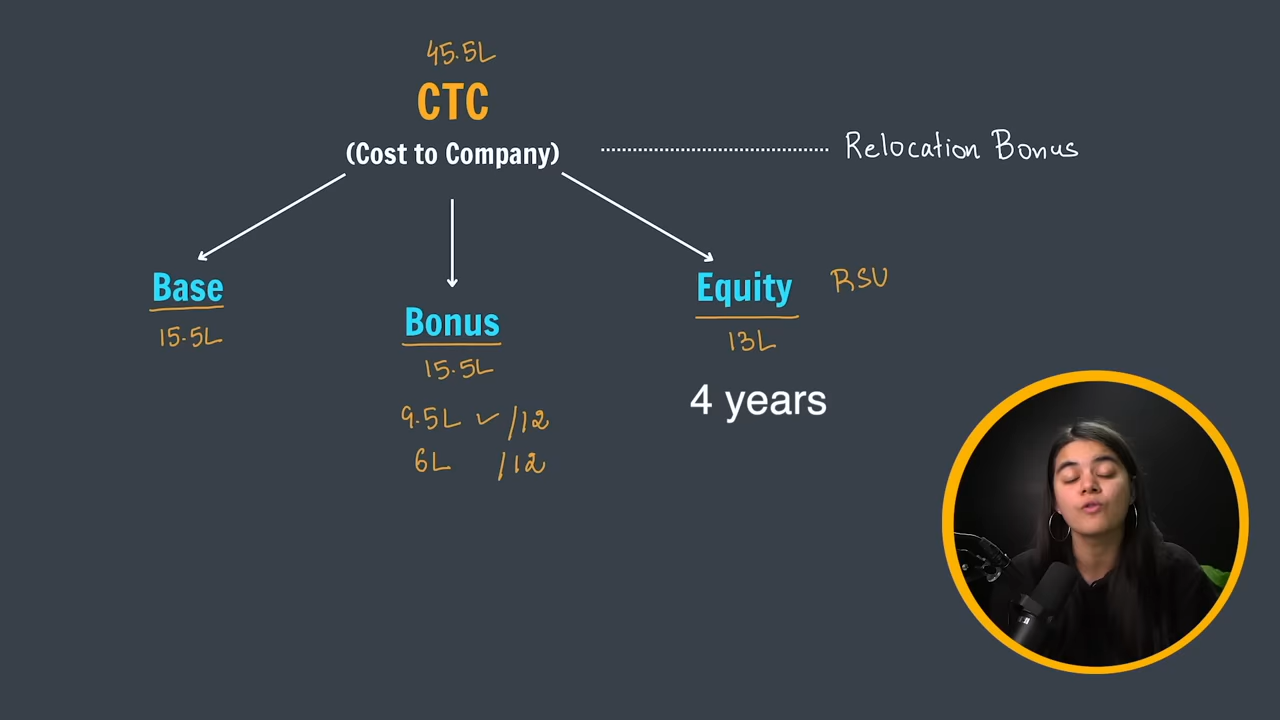 45.5L
CTC
(Cost to Company)
Relocation Bonus
Base
15.5L
Bonus
15.5L
9.5L ✓ /12
6L /12
Equity
RSU
13L
4 years